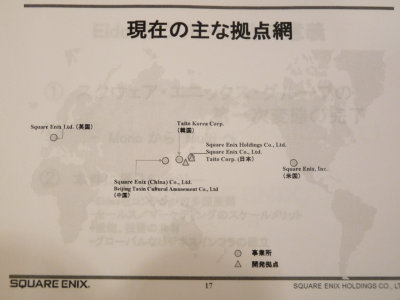 現在の主な拠点網
Square Enix Ltd. (英国)
Taito Korea Corp.
(韓国)
Square Enix Holdings Co., Ltd.
Square Enix Co., Ltd.
Taito Corp. (日本)
Square Enix, Inc.
(米国)
Square Enix (China) Co., Ltd.
Beijing Taxin Cultural Amusement Co., Ltd
(中国)
事業所
開発拠点
SQUARE ENIX.
17
SQUARE ENIX HOLDINGS CO., LT